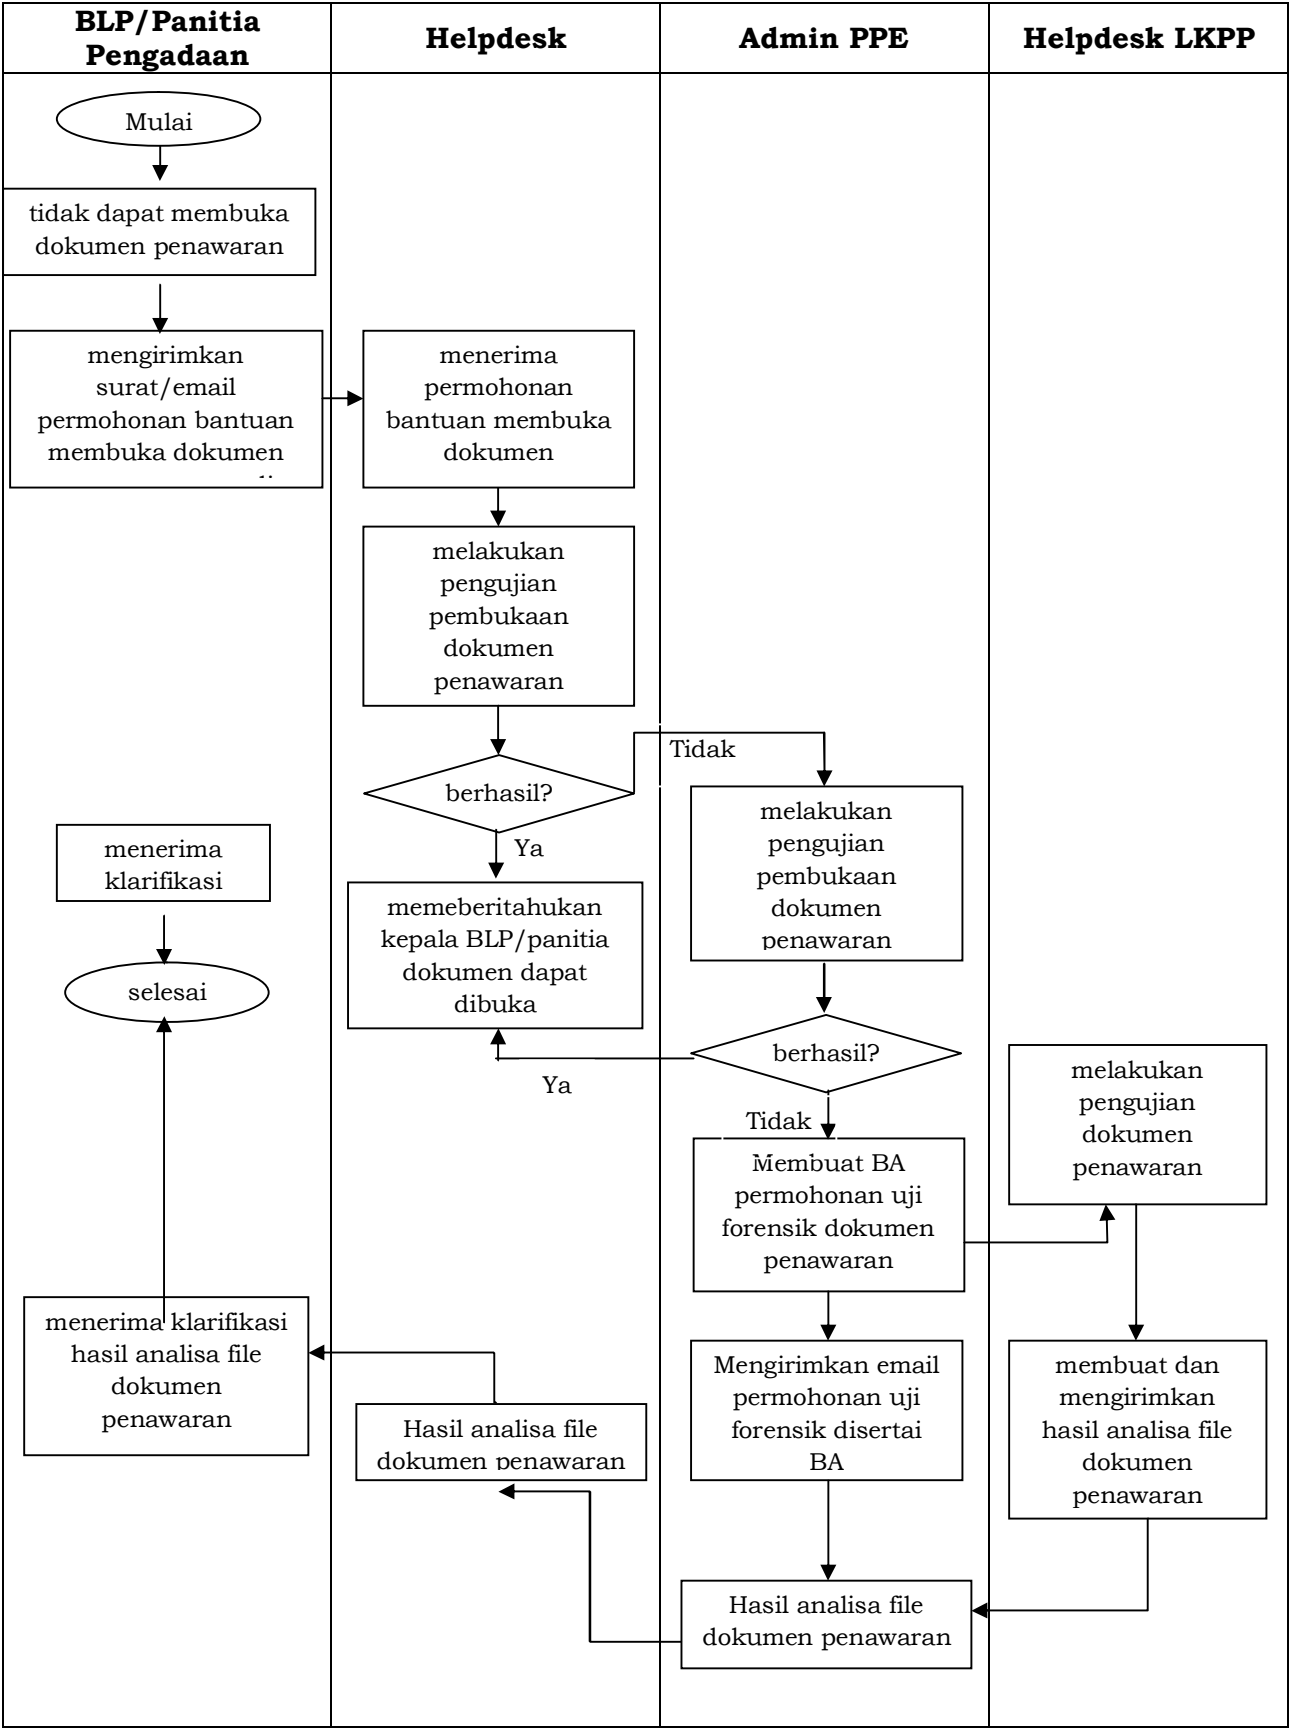 BLP/Panitia
Pengadaan
Helpdesk
Admin PPE
Helpdesk LKPP
Mulai
tidak dapat membuka
dokumen penawaran
mengirimkan
surat/email
permohonan bantuan
membuka dokumen
menerima
permohonan
bantuan membuka
dokumen
melakukan
pengujian
pembukaan
dokumen
penawaran
berhasil?
Tidak
Ya
melakukan
pengujian
pembukaan
dokumen
penawaran
menerima
klarifikasi
memeberitahukan
kepala BLP/panitia
dokumen dapat
dibuka
selesai
berhasil?
Ya
Tidak
melakukan
pengujian
dokumen
penawaran
Membuat BA
permohonan uji
forensik dokumen
penawaran
menerima klarifikasi
hasil analisa file
dokumen
penawaran
Hasil analisa file
dokumen penawaran
Mengirimkan email
permohonan uji
forensik disertai
BA
membuat dan
mengirimkan
hasil analisa file
dokumen
penawaran
Hasil analisa file
dokumen penawaran